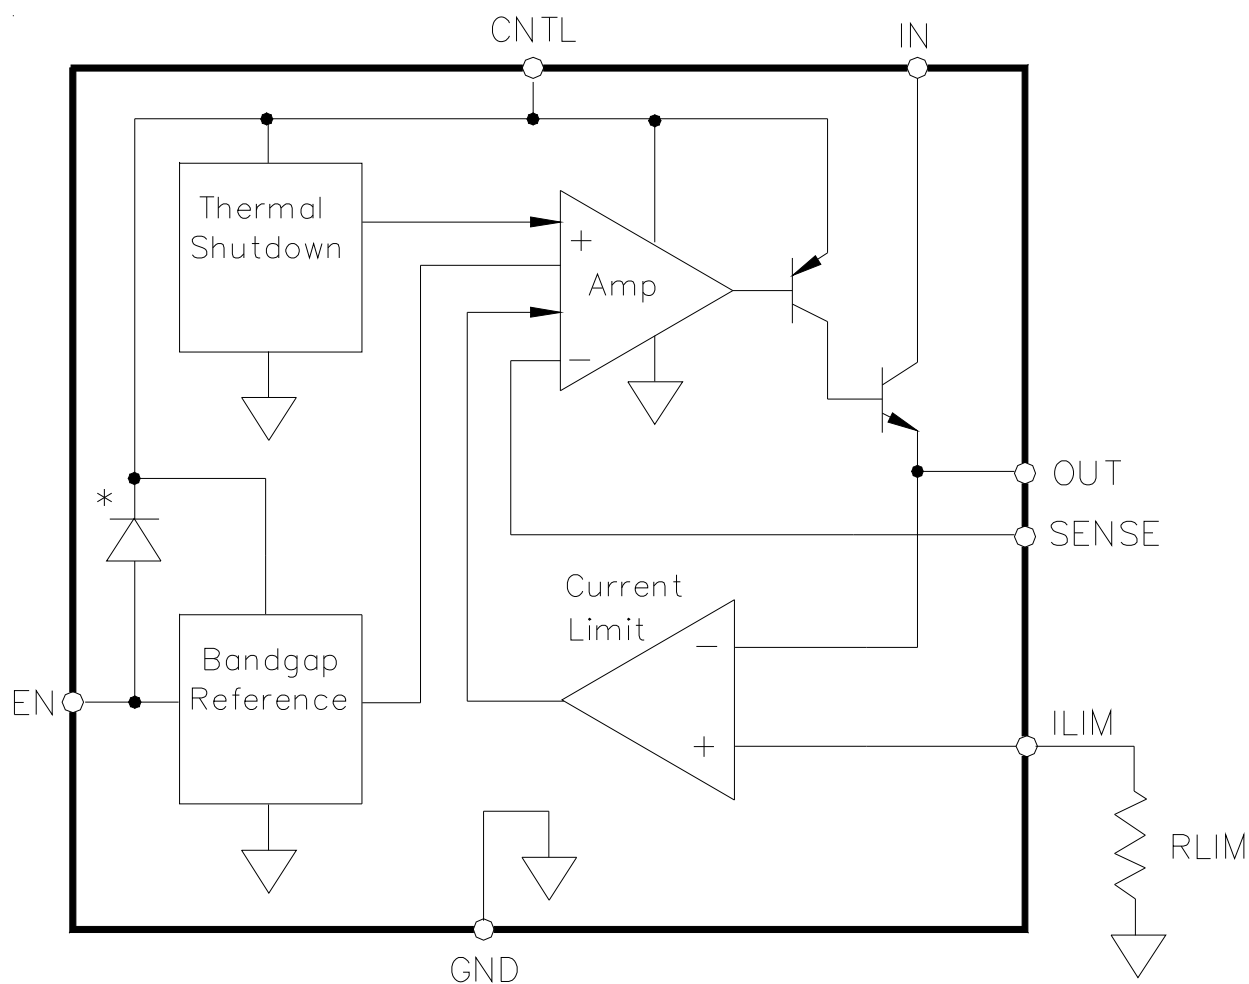 CNTL
IN
Thermal
Shutdown
+
Amp
−
OUT
*
SENSE
Current
Limit
−
Bandgap
Reference
EN
ILIM
+
RLIM
GND